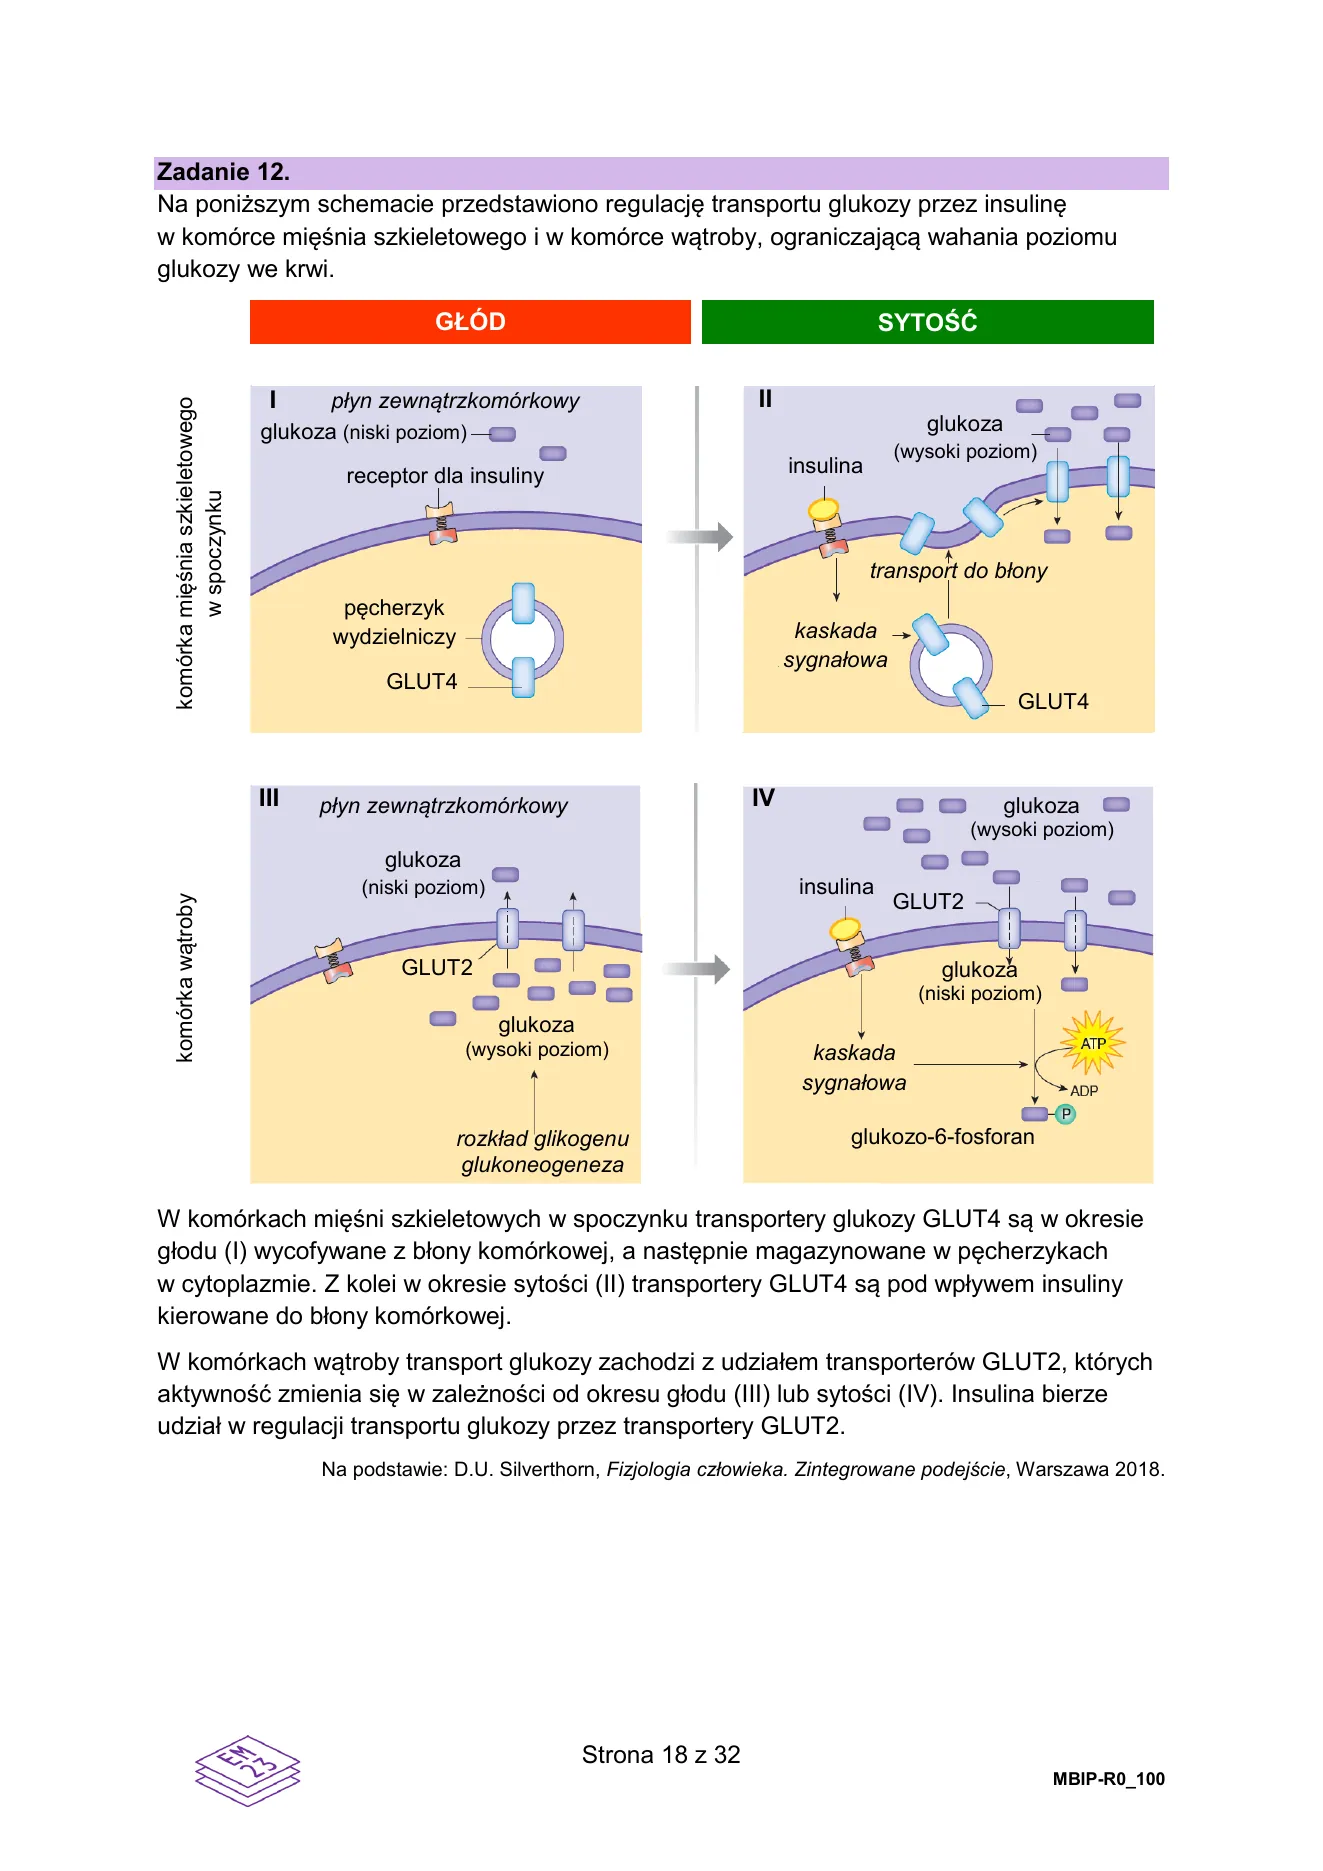 Zadanie 12.
Na poniższym schemacie przedstawiono regulację transportu glukozy przez insulinę
w komórce mięśnia szkieletowego i w komórce wątroby, ograniczającą wahania poziomu
glukozy we krwi.
GŁÓD
SYTOŚĆ
komórka mięśnia szkieletowego
w spoczynku
I
płyn zewnątrzkomórkowy
glukoza (niski poziom)
receptor dla insuliny
pęcherzyk
wydzielniczy
GLUT4
II
glukoza
(wysoki poziom)
insulina
transport do błony
kaskada
sygnałowa
GLUT4
komórka wątroby
III
płyn zewnątrzkomórkowy
glukoza
(niski poziom)
GLUT2
glukoza
(wysoki poziom)
rozkład glikogenu
glukoneogeneza
IV
glukoza
(wysoki poziom)
insulina
GLUT2
glukoza
(niski poziom)
kaskada
sygnałowa
ATP
ADP
P
glukozo-6-fosforan
W komórkach mięśni szkieletowych w spoczynku transportery glukozy GLUT4 są w okresie
głodu (I) wycofywane z błony komórkowej, a następnie magazynowane w pęcherzykach
w cytoplazmie. Z kolei w okresie sytości (II) transportery GLUT4 są pod wpływem insuliny
kierowane do błony komórkowej.
W komórkach wątroby transport glukozy zachodzi z udziałem transporterów GLUT2, których
aktywność zmienia się w zależności od okresu głodu (III) lub sytości (IV). Insulina bierze
udział w regulacji transportu glukozy przez transportery GLUT2.
Na podstawie: D.U. Silverthorn, Fizjologia człowieka. Zintegrowane podejście, Warszawa 2018.
EM
23
Strona 18 z 32
MBIP-R0_100